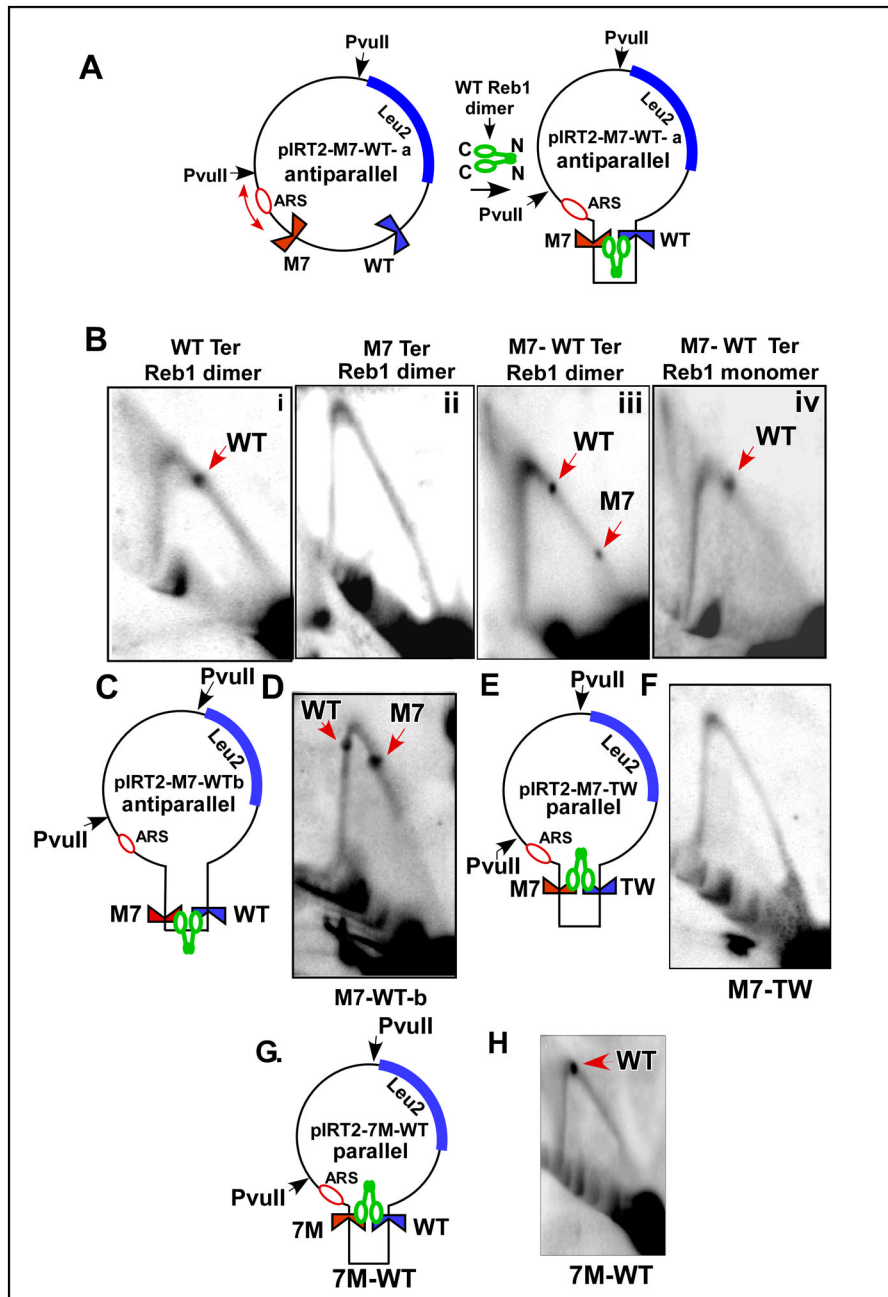 A
PvuII
Leu2
pIRT2-M7-WT- a
antiparallel
PvuII
ARS
M7
WT
WT Reb1
dimer
C
N
C
N
PvuII
Leu2
pIRT2-M7-WT- a
antiparallel
PvuII
ARS
M7
WT
B
WT Ter
Reb1 dimer
M7 Ter
Reb1 dimer
M7- WT Ter
Reb1 dimer
M7- WT Ter
Reb1 monomer
i
WT
ii
iii
WT
M7
iv
WT
C
PvuII
Leu2
pIRT2-M7-WTb
antiparallel
PvuII
ARS
M7
WT
D
WT
M7
M7-WT-b
E
PvuII
Leu2
pIRT2-M7-TW
parallel
ARS
PvuII
M7
TW
F
M7-TW
G.
PvuII
Leu2
pIRT2-7M-WT
parallel
ARS
PvuII
7M
WT
7M-WT
H
WT
7M-WT